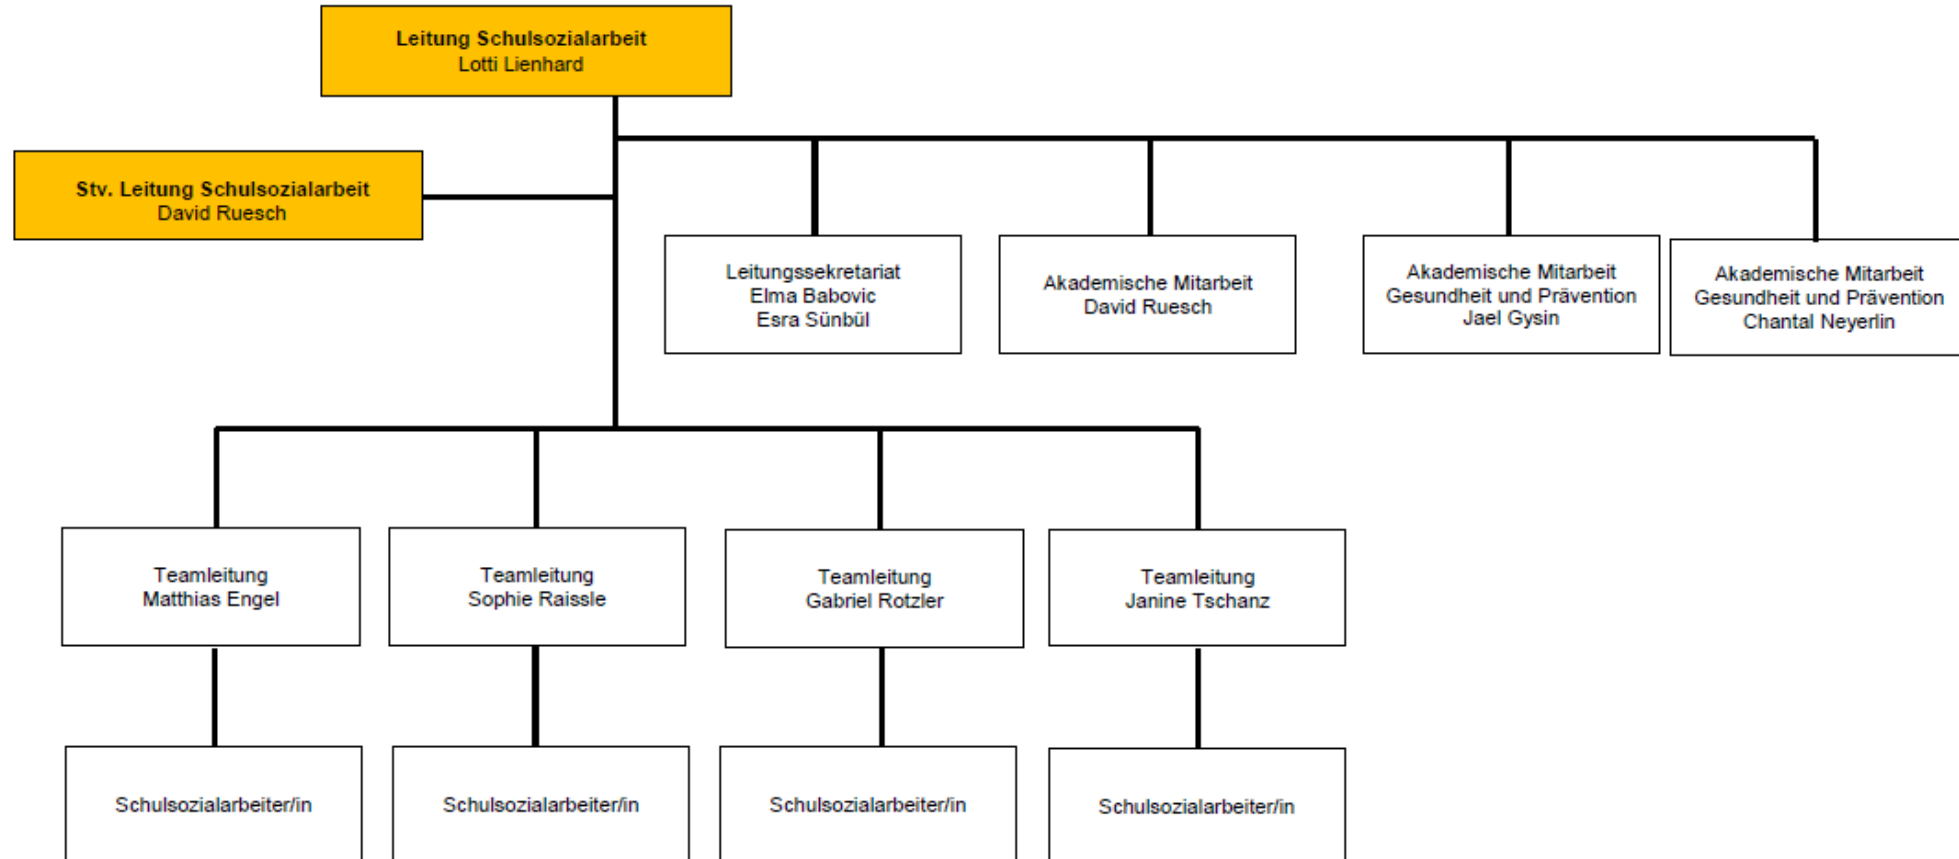 Leitung Schulsozialarbeit
Lotti Lienhard
Stv. Leitung Schulsozialarbeit
David Ruesch
Leitungssekretariat
Elma Babovic
Esra Sünbül
Akademische Mitarbeit
David Ruesch
Akademische Mitarbeit
Gesundheit und Prävention
Jael Gysin
Akademische Mitarbeit
Gesundheit und Prävention
Chantal Neyerlin
Teamleitung
Matthias Engel
Teamleitung
Sophie Raissle
Teamleitung
Gabriel Rotzler
Teamleitung
Janine Tschanz
Schulsozialarbeiter/in
Schulsozialarbeiter/in
Schulsozialarbeiter/in
Schulsozialarbeiter/in